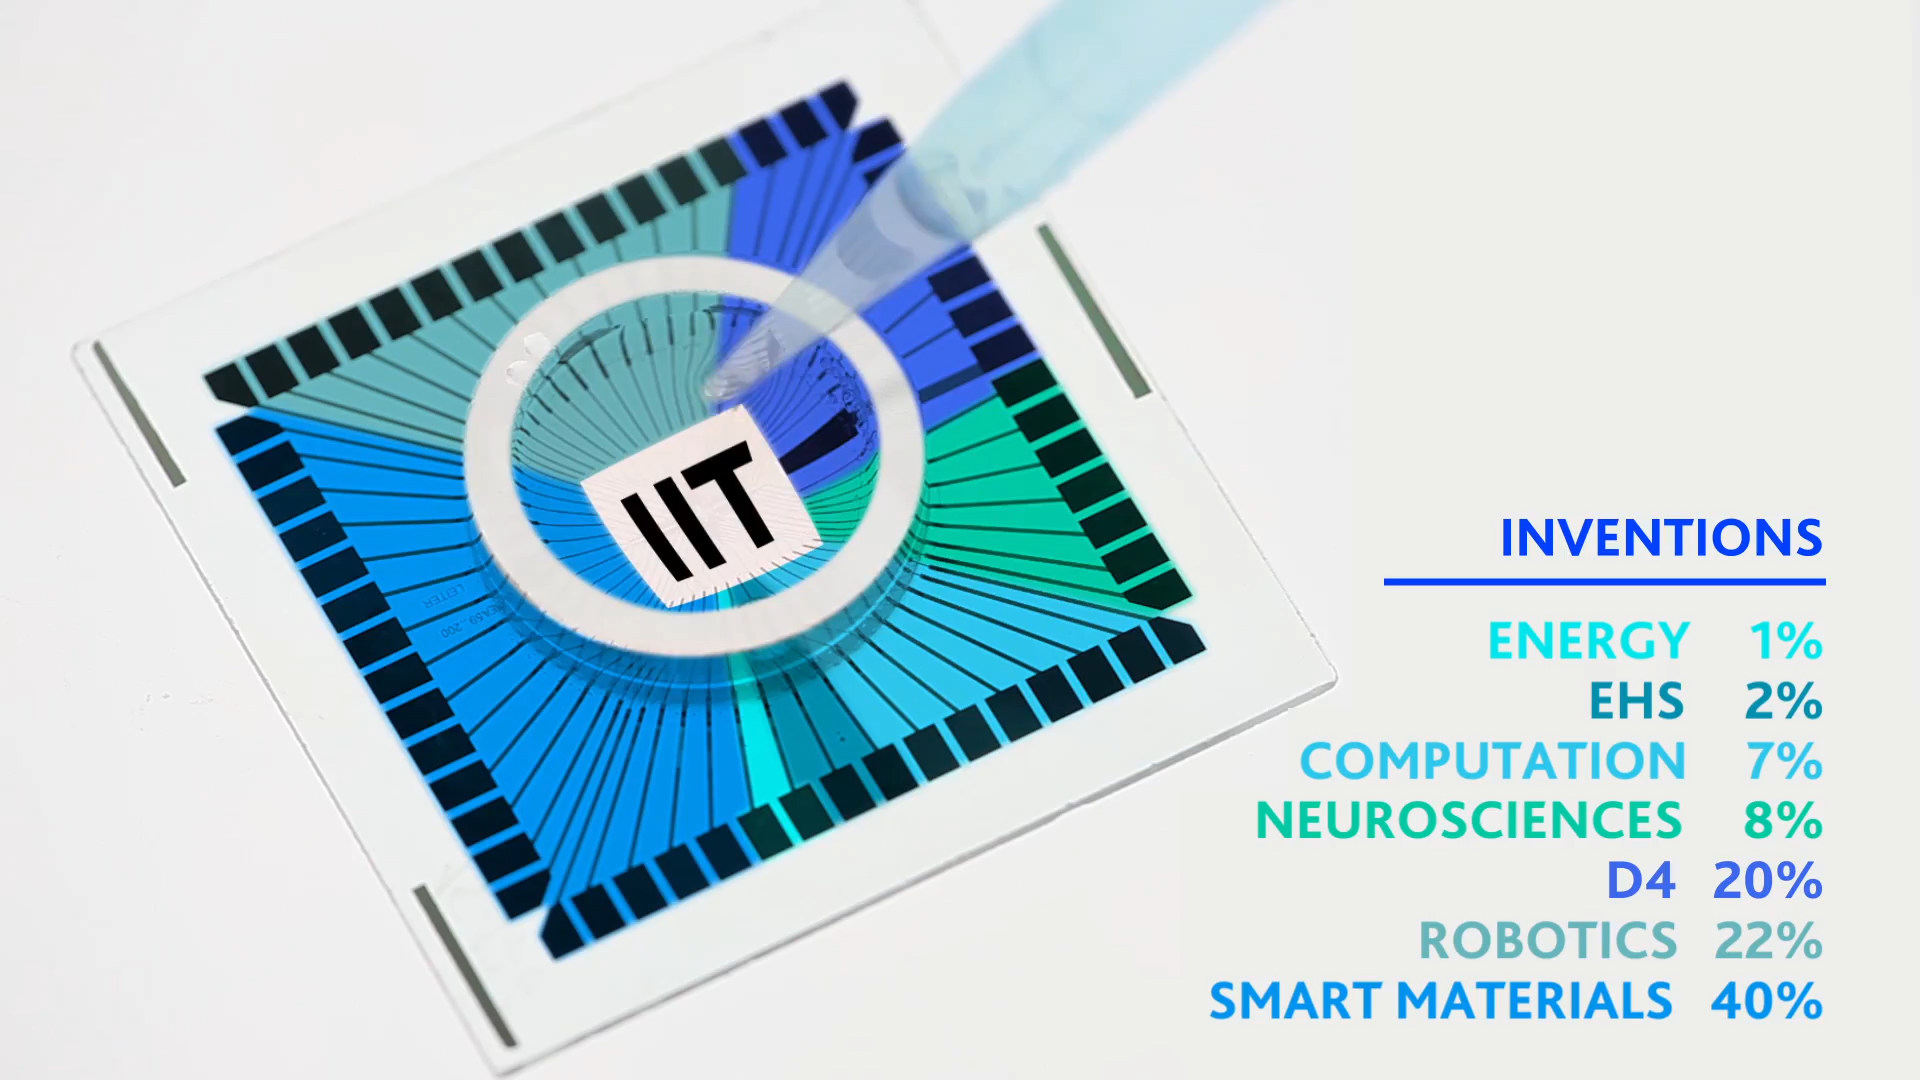 IIT
INVENTIONS
ENERGY 1%
EHS 2%
COMPUTATION 7%
NEUROSCIENCES 8%
D4 20%
ROBOTICS 22%
SMART MATERIALS 40%